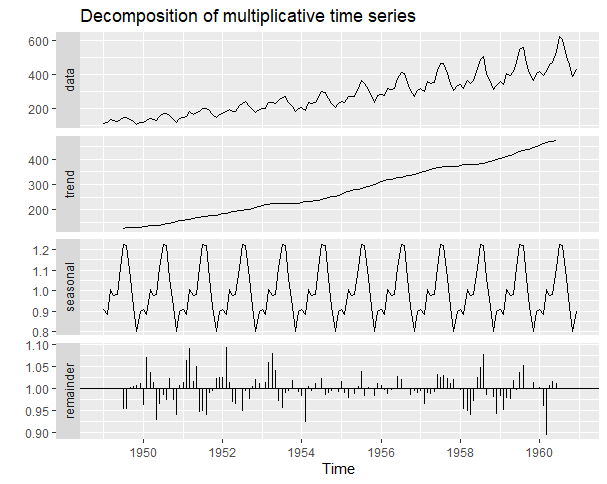 Decomposition of multiplicative time series
600
400
200
data
400
300
200
trend
1.2
1.1
1.0
0.9
0.8
seasonal
1.10
1.05
1.00
0.95
0.90
remainder
1950 1952 1954 1956 1958 1960
Time